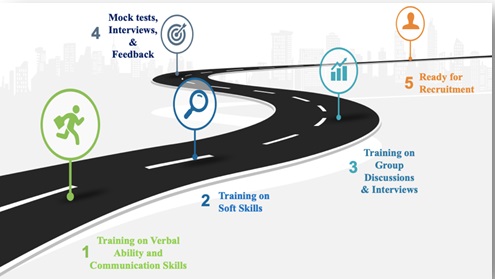 1
Training on Verbal
Ability and
Communication Skills
2
Training on
Soft Skills
3
Training on
Group
Discussions
& Interviews
4
Mock tests,
Interviews,
&
Feedback
5
Ready for
Recruitment